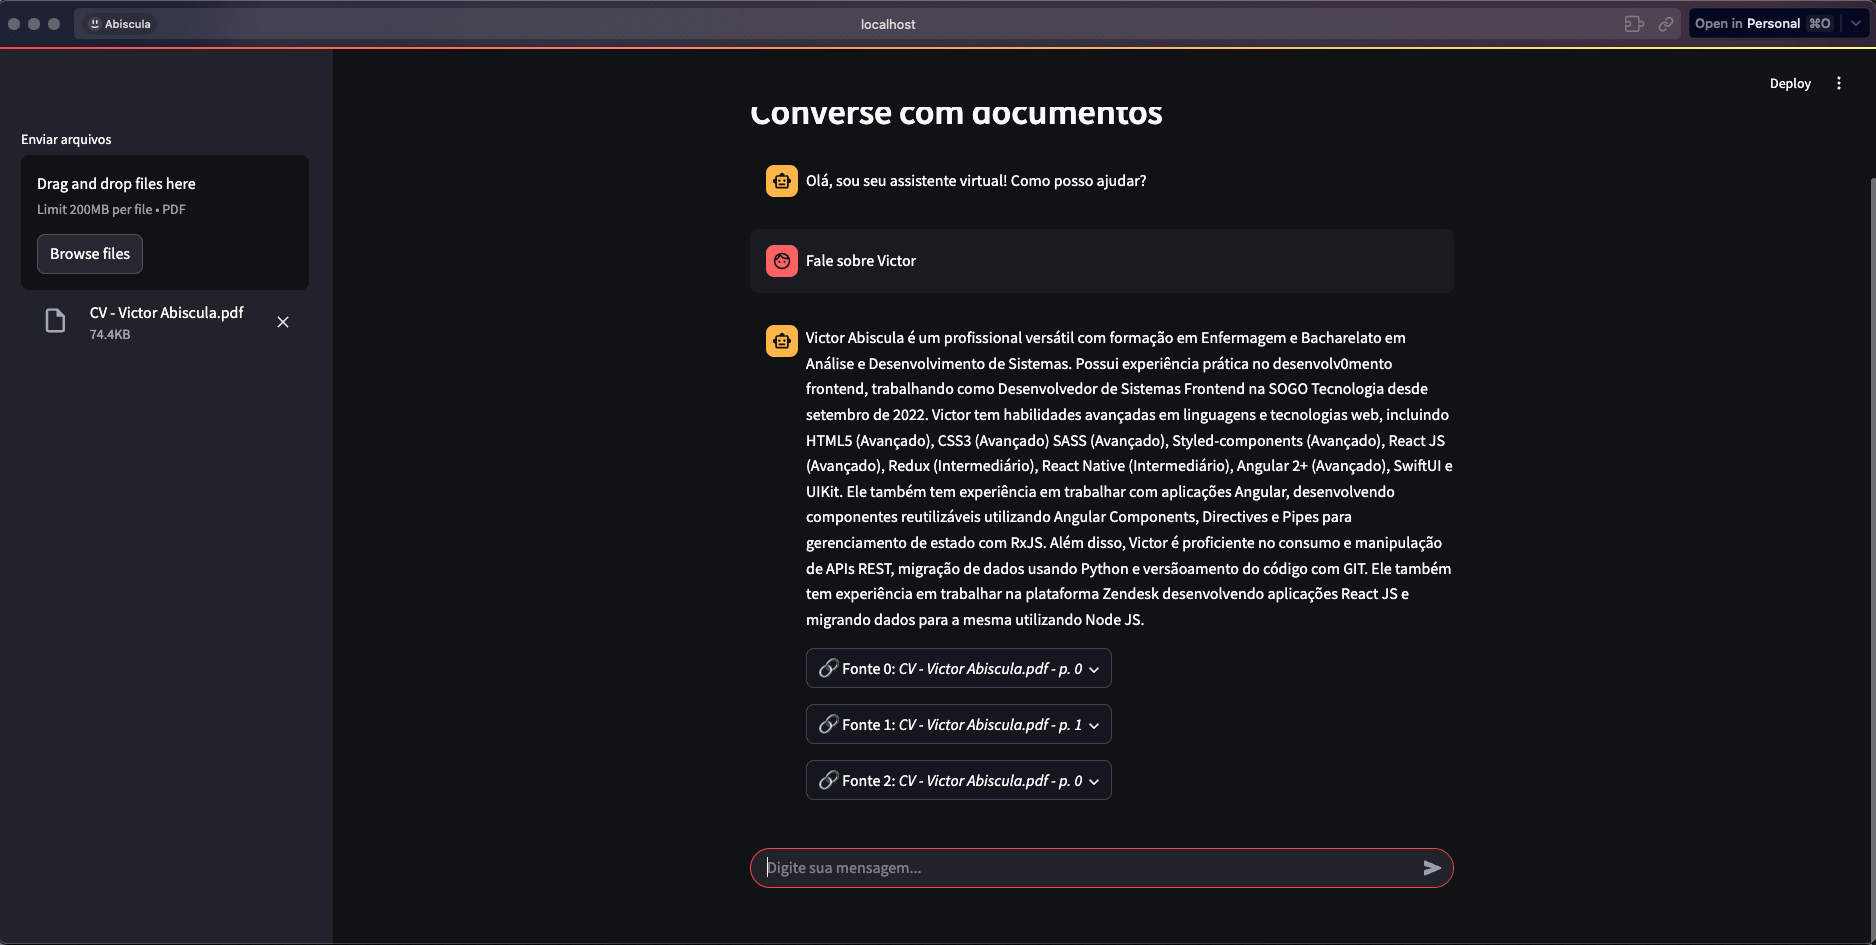 Abiscula
localhost
Open in Personal ⌘O
Deploy
Enviar arquivos
Drag and drop files here
Limit 200MB per file • PDF
Browse files
CV - Victor Abiscula.pdf
74.4KB
Converse com documentos
Olá, sou seu assistente virtual! Como posso ajudar?
Fale sobre Victor
Victor Abiscula é um profissional versátil com formação em Enfermagem e Bacharelato em
Análise e Desenvolvimento de Sistemas. Possui experiência prática no desenvolv0mento
frontend, trabalhando como Desenvolvedor de Sistemas Frontend na SOGO Tecnologia desde
setembro de 2022. Victor tem habilidades avançadas em linguagens e tecnologias web, incluindo
HTML5 (Avançado), CSS3 (Avançado) SASS (Avançado), Styled-components (Avançado), React JS
(Avançado), Redux (Intermediário), React Native (Intermediário), Angular 2+ (Avançado), SwiftUI e
UIKit. Ele também tem experiência em trabalhar com aplicações Angular, desenvolvendo
componentes reutilizáveis utilizando Angular Components, Directives e Pipes para
gerenciamento de estado com RxJS. Além disso, Victor é proficiente no consumo e manipulação
de APIs REST, migração de dados usando Python e versãoamento do código com GIT. Ele também
tem experiência em trabalhar na plataforma Zendesk desenvolvendo aplicações React JS e
migrando dados para a mesma utilizando Node JS.
Fonte 0: CV - Victor Abiscula.pdf - p. 0
Fonte 1: CV - Victor Abiscula.pdf - p. 1
Fonte 2: CV - Victor Abiscula.pdf - p. 0
Digite sua mensagem...